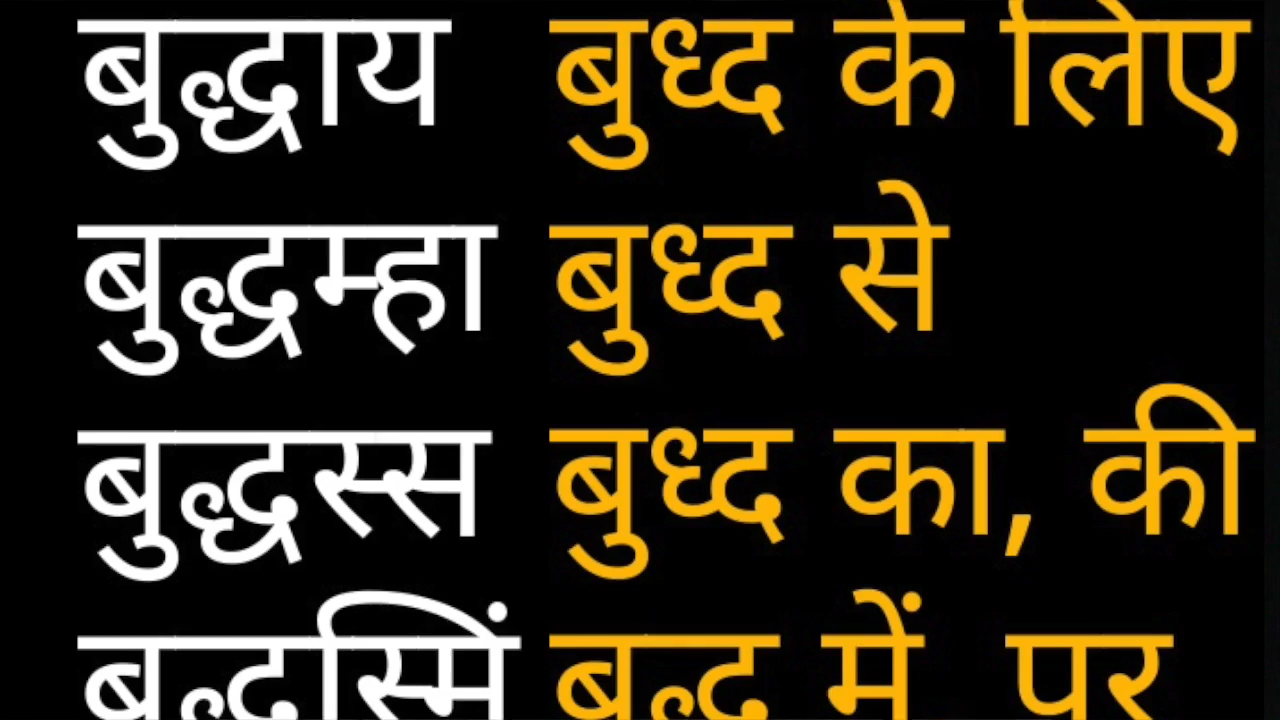 बुद्धाय बुध्द के लिए
बुद्धम्हा बुध्द से
बुद्धस्स बुध्द का, की
बुद्धस्मिं बुद्ध में पर